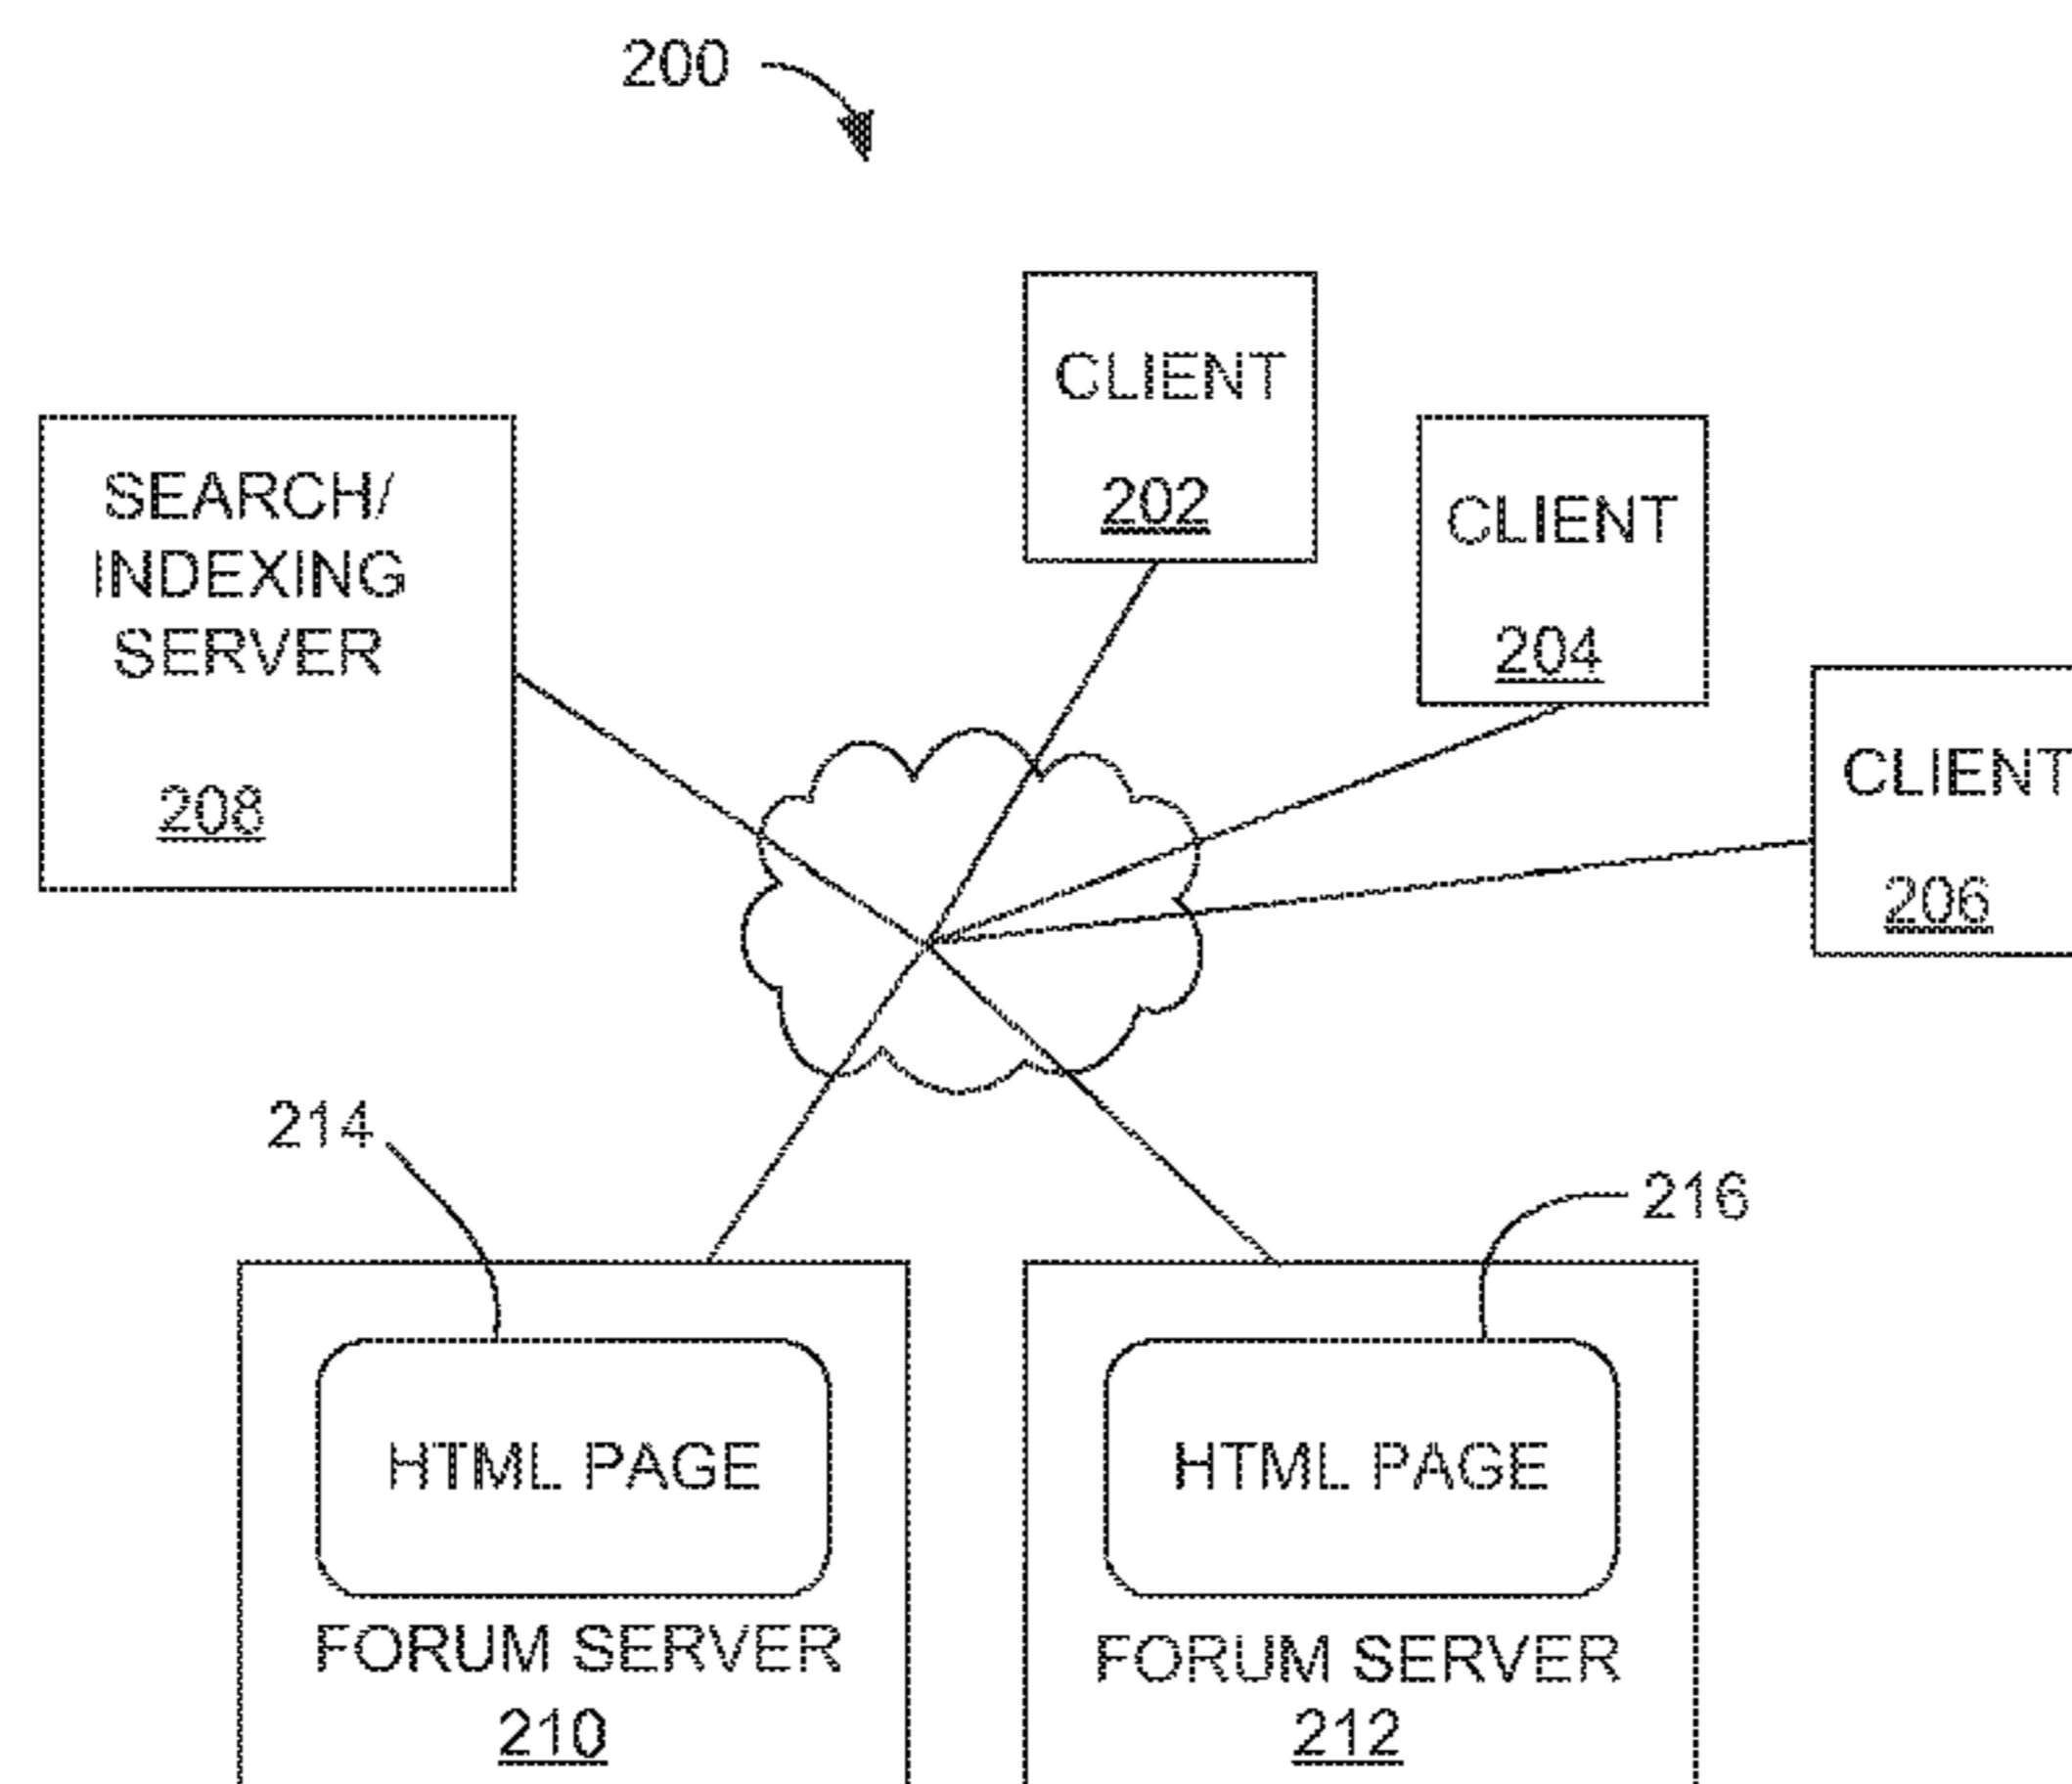 200
CLIENT
202
SEARCH/
INDEXING
SERVER
208
CLIENT
204
CLIENT
206
214
216
HTML PAGE
FORUM SERVER
210
HTML PAGE
FORUM SERVER
212